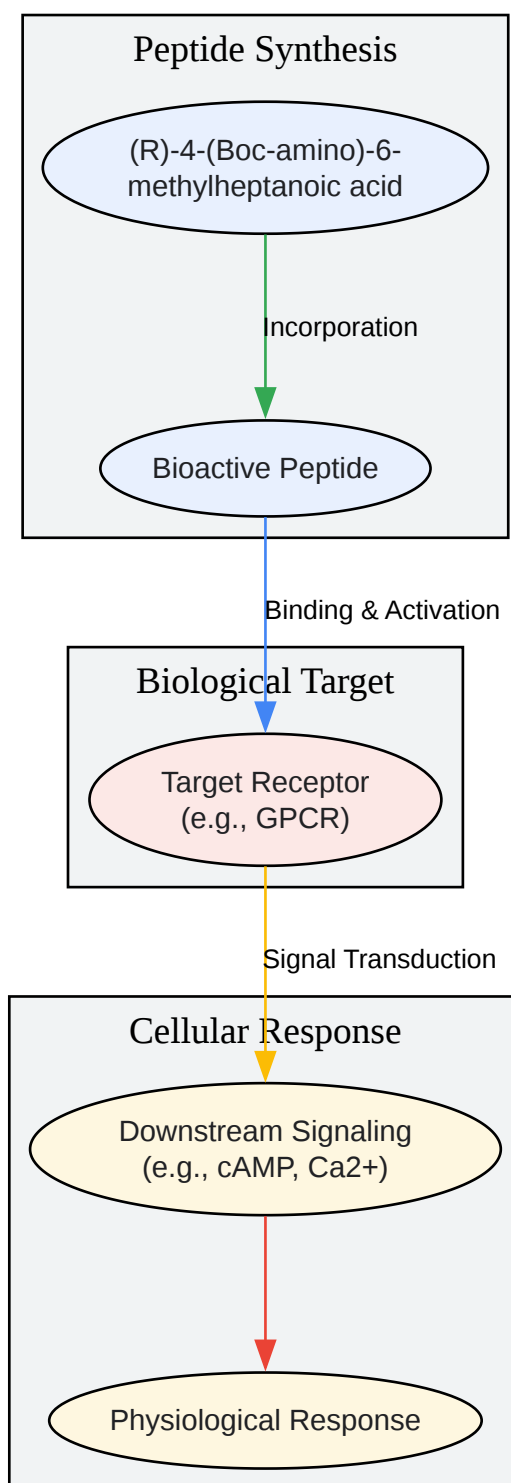 Peptide Synthesis
(R)-4-(Boc-amino)-6-
methylheptanoic acid
Incorporation
Bioactive Peptide
Binding & Activation
Biological Target
Target Receptor
(e.g., GPCR)
Signal Transduction
Cellular Response
Downstream Signaling
(e.g., cAMP, Ca2+)
Physiological Response